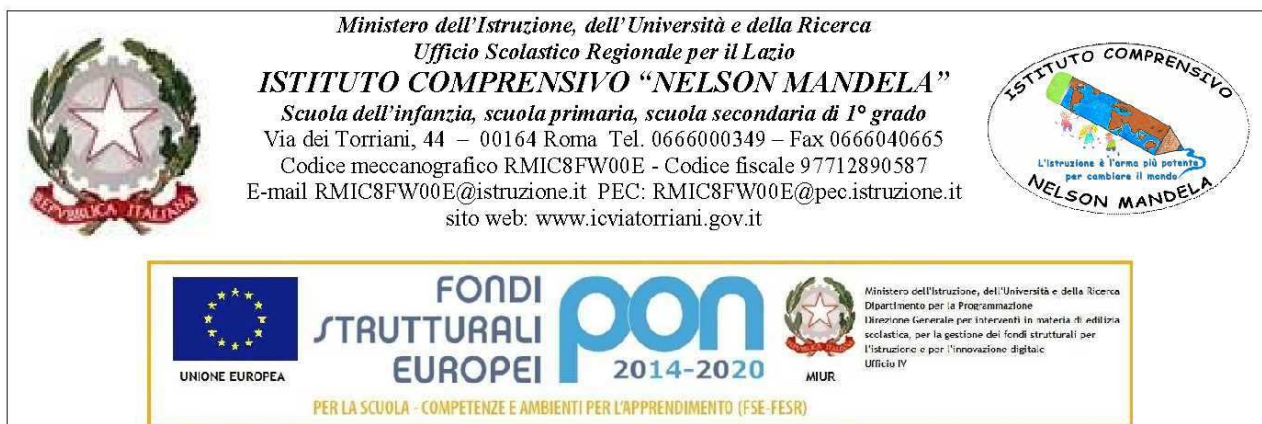 Ministero dell'Istruzione, dell'Università e della Ricerca
Ufficio Scolastico Regionale per il Lazio
ISTITUTO COMPRENSIVO “NELSON MANDELA”
Scuola dell'infanzia, scuola primaria, scuola secondaria di 1° grado
Via dei Torriani, 44 – 00164 Roma Tel. 0666000349 – Fax 0666040665
Codice meccanografico RMIC8FW00E - Codice fiscale 97712890587
E-mail RMIC8FW00E@istruzione.it PEC: RMIC8FW00E@pec.istruzione.it
sito web: www.icviatorriani.gov.it
REPVBBLICA ITALIANA
ISTITUTO COMPRENSIVO
L'istruzione è l'arma più potente
per cambiare il mondo
NELSON MANDELA
UNIONE EUROPEA
FONDI
STRUTTURALI
EUROPEI
pon
2014-2020
MIUR
Ministero dell'Istruzione, dell'Università e della Ricerca
Dipartimento per la Programmazione
Direzione Generale per interventi in materia di edilizia
scolastica, per la gestione dei fondi strutturali per
l'istruzione e per l'innovazione digitale
Ufficio IV
PER LA SCUOLA - COMPETENZE E AMBIENTI PER L'APPRENDIMENTO (FSE-FESR)